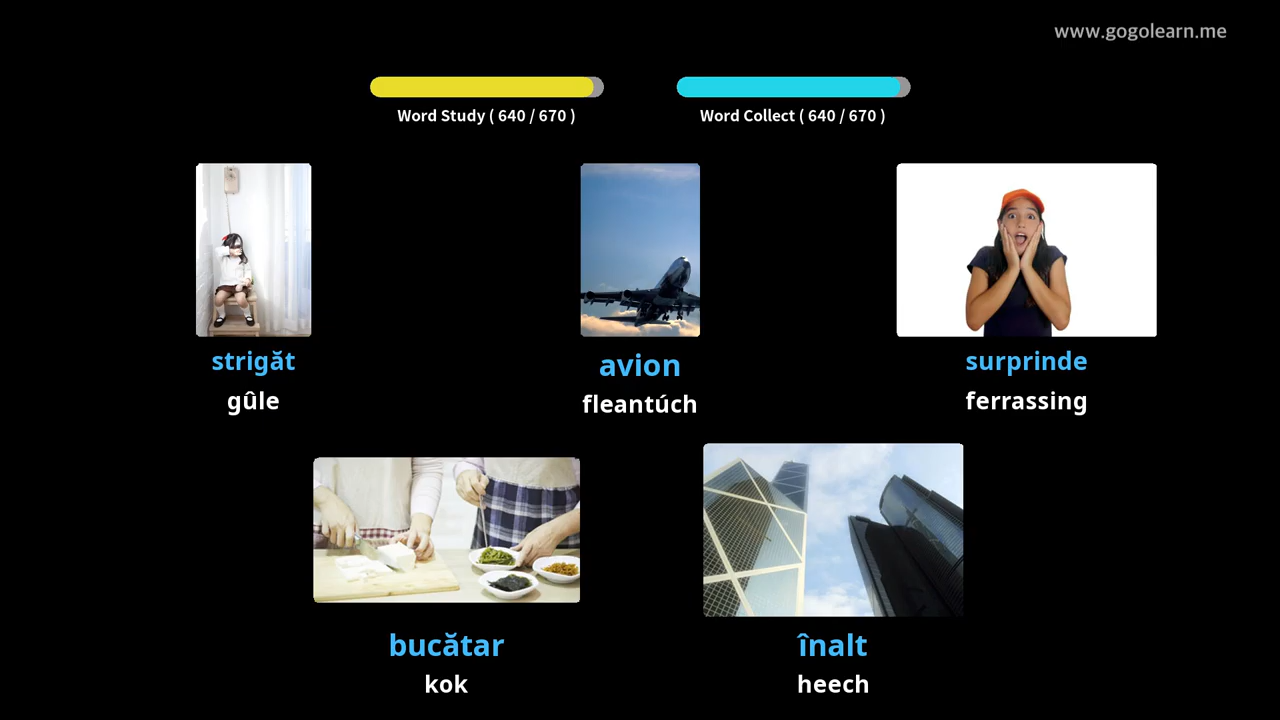 www.gogolearn.me
Word Study ( 640 / 670 )
Word Collect ( 640 / 670 )
strigăt
gûle
avion
fleantúch
surprinde
ferrassing
bucătar
kok
înalt
heech